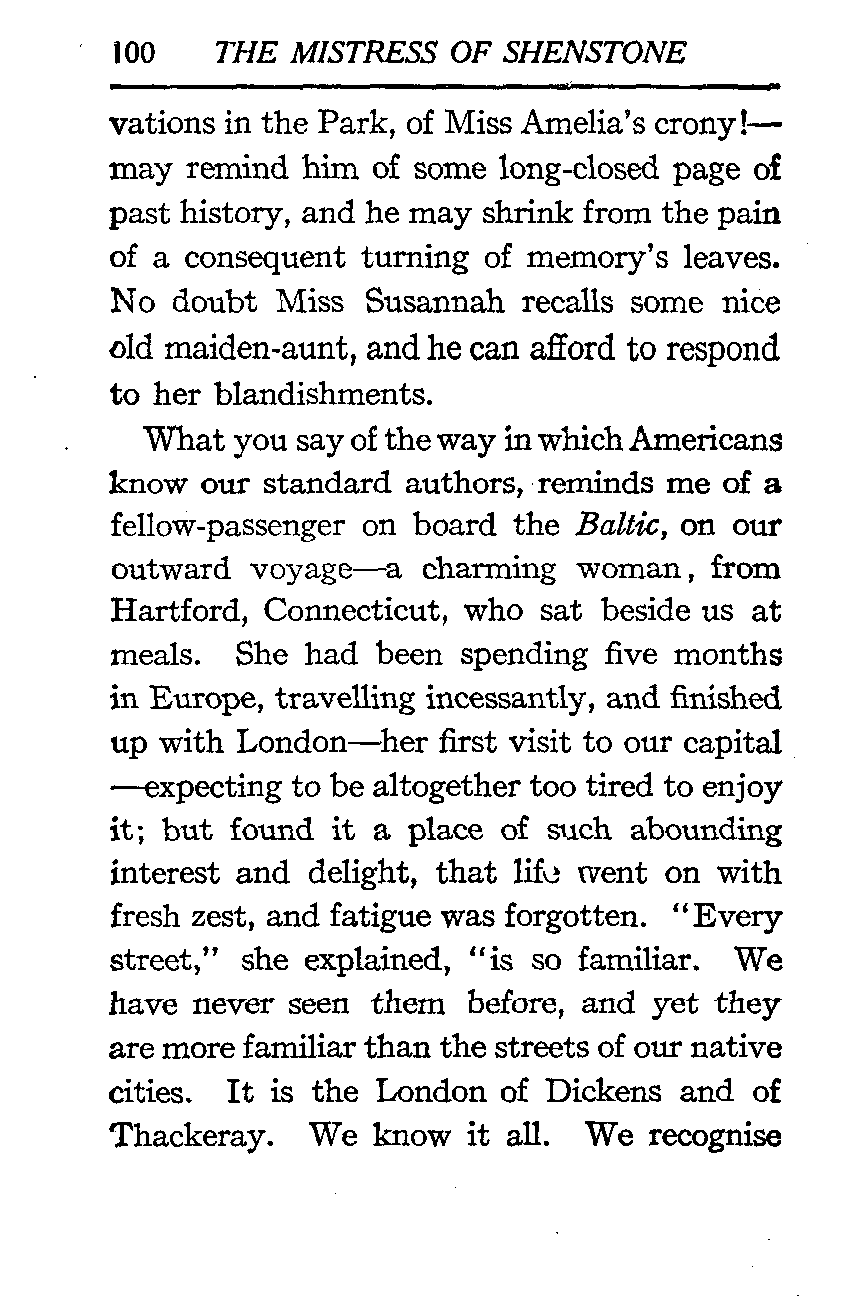 100 THE MISTRESS OF SHENSTONE
vations in the Park, of Miss Amelia's crony!—
may remind him of some long-closed page of
past history, and he may shrink from the pain
of a consequent turning of memory's leaves.
No doubt Miss Susannah recalls some nice
old maiden-aunt, and he can afford to respond
to her blandishments.
What you say of the way in which Americans
know our standard authors, reminds me of a
fellow-passenger on board the Baltic, on our
outward voyage—a charming woman, from
Hartford, Connecticut, who sat beside us at
meals. She had been spending five months
in Europe, travelling incessantly, and finished
up with London—her first visit to our capital
—expecting to be altogether too tired to enjoy
it; but found it a place of such abounding
interest and delight, that life went on with
fresh zest, and fatigue was forgotten. "Every
street," she explained, "is so familiar. We
have never seen them before, and yet they
are more familiar than the streets of our native
cities. It is the London of Dickens and of
Thackeray. We know it all. We recognise